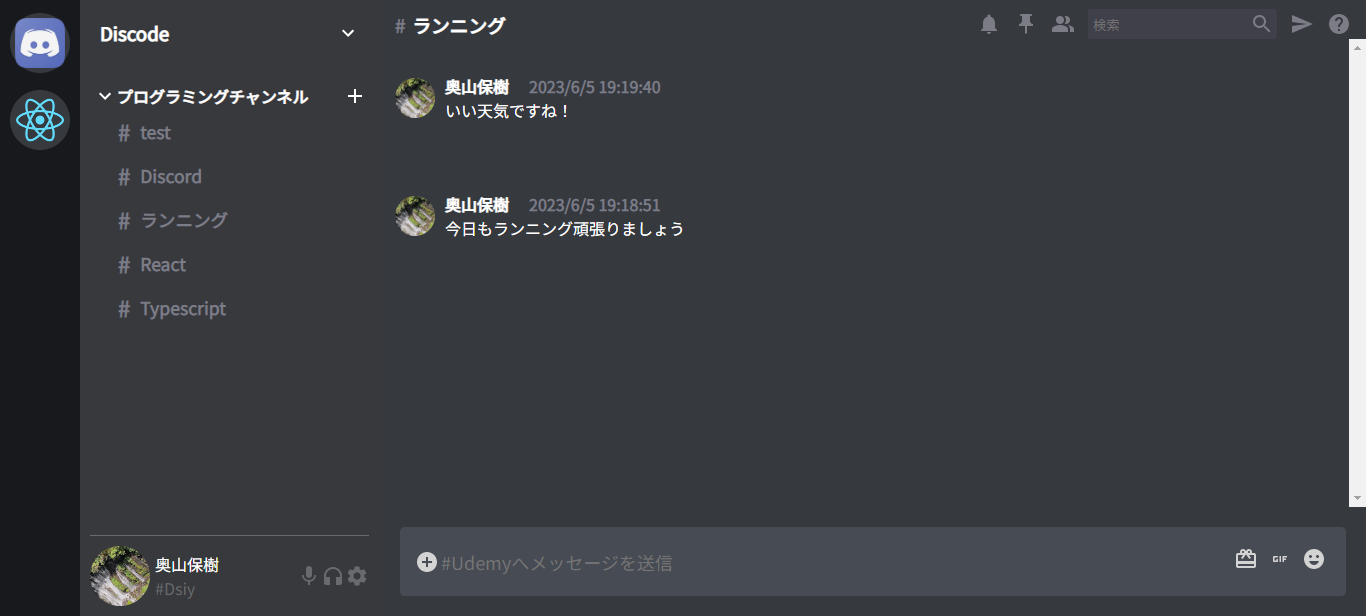 Discode
プログラミングチャンネル
# test
# Discord
# ランニング
# React
# Typescript
奥山保樹
#Dsiy
# ランニング
検索
奥山保樹 2023/6/5 19:19:40
いい天気ですね！
奥山保樹 2023/6/5 19:18:51
今日もランニング頑張りましょう
#Udemyへメッセージを送信
GIF